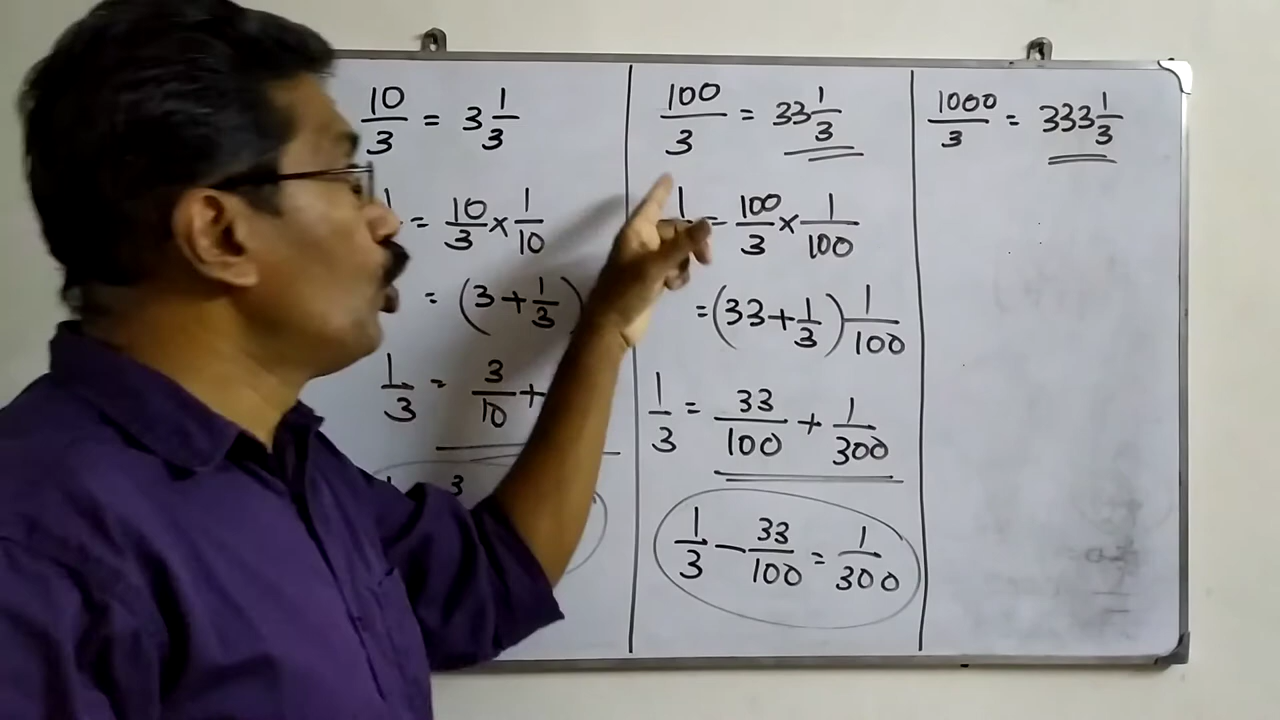 10/3 = 3 1/3
= 10/3 × 1/10
= (3 + 1/3)
1/3 = 3/10 +
3
100/3 = 33 1/3
1 = 100/3 × 1/100
= (33 + 1/3) 1/100
1/3 = 33/100 + 1/300
1/3 − 33/100 = 1/300
1000/3 = 333 1/3